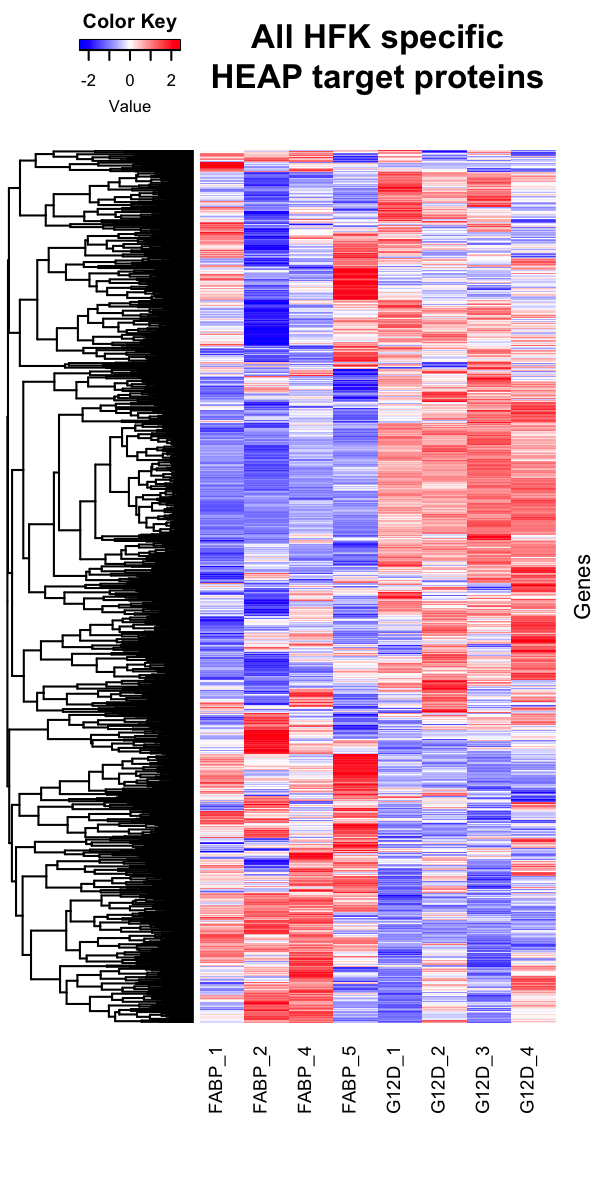 Color Key
-2 0 2
Value
All HFK specific
HEAP target proteins
Genes
FABP_1
FABP_2
FABP_4
FABP_5
G12D_1
G12D_2
G12D_3
G12D_4